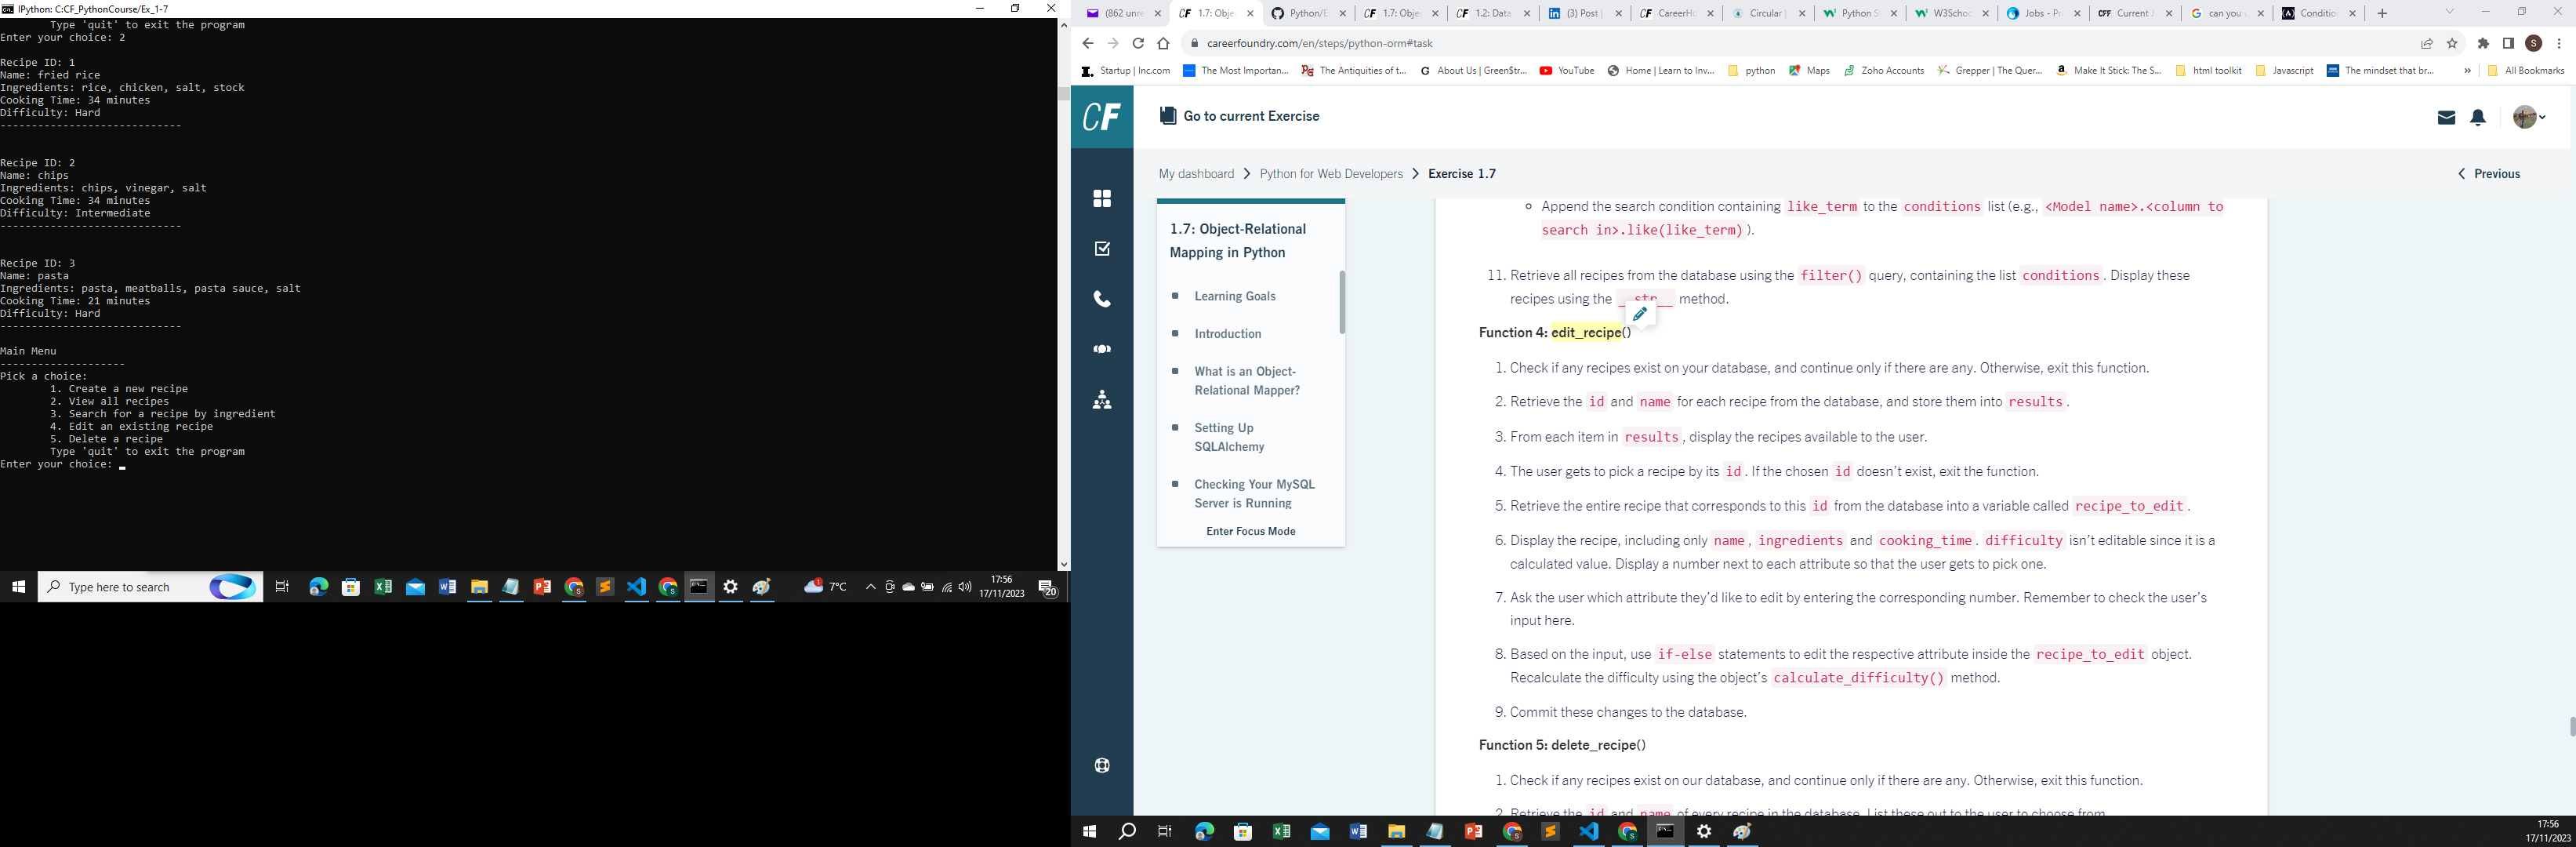 IPython: C:CF_PythonCourse/Ex_1-7
Type 'quit' to exit the program
Enter your choice: 2
Recipe ID: 1
Name: fried rice
Ingredients: rice, chicken, salt, stock
Cooking Time: 34 minutes
Difficulty: Hard
-----------------------------
Recipe ID: 2
Name: chips
Ingredients: chips, vinegar, salt
Cooking Time: 34 minutes
Difficulty: Intermediate
-----------------------------
Recipe ID: 3
Name: pasta
Ingredients: pasta, meatballs, pasta sauce, salt
Cooking Time: 21 minutes
Difficulty: Hard
-----------------------------
Main Menu
--------------------
Pick a choice:
1. Create a new recipe
2. View all recipes
3. Search for a recipe by ingredient
4. Edit an existing recipe
5. Delete a recipe
Type 'quit' to exit the program
Enter your choice:
Type here to search
1
7°C
17:56
17/11/2023
20
(862 unre
1.7: Obje
Python/E
1.7: Obje
1.2: Data
(3) Post |
CareerHu
Circular |
Python S
W3Schoo
Jobs - Pr
Current J
can you
Conditio
careerfoundry.com/en/steps/python-orm#task
S
Startup | Inc.com
The Most Importan...
The Antiquities of t...
About Us | Green$tr...
YouTube
Home | Learn to Inv...
python
Maps
Zoho Accounts
Grepper | The Quer...
Make It Stick: The S...
html toolkit
Javascript
The mindset that br...
»
All Bookmarks
CF
Go to current Exercise
My dashboard > Python for Web Developers > Exercise 1.7
Previous
1.7: Object-Relational
Mapping in Python
Learning Goals
Introduction
What is an Object-
Relational Mapper?
Setting Up
SQLAlchemy
Checking Your MySQL
Server is Running
Enter Focus Mode
Append the search condition containing like_term to the conditions list (e.g., <Model name>.<column to
search in>.like(like_term)).
11. Retrieve all recipes from the database using the filter() query, containing the list conditions. Display these
recipes using the __str__ method.
Function 4: edit_recipe()
1. Check if any recipes exist on your database, and continue only if there are any. Otherwise, exit this function.
2. Retrieve the id and name for each recipe from the database, and store them into results.
3. From each item in results, display the recipes available to the user.
4. The user gets to pick a recipe by its id. If the chosen id doesn't exist, exit the function.
5. Retrieve the entire recipe that corresponds to this id from the database into a variable called recipe_to_edit.
6. Display the recipe, including only name, ingredients and cooking_time. difficulty isn't editable since it is a
calculated value. Display a number next to each attribute so that the user gets to pick one.
7. Ask the user which attribute they'd like to edit by entering the corresponding number. Remember to check the user's
input here.
8. Based on the input, use if-else statements to edit the respective attribute inside the recipe_to_edit object.
Recalculate the difficulty using the object's calculate_difficulty() method.
9. Commit these changes to the database.
Function 5: delete_recipe()
1. Check if any recipes exist on our database, and continue only if there are any. Otherwise, exit this function.
2. Retrieve the id and name of every recipe in the database. List these out to the user to choose from.
17:56
17/11/2023